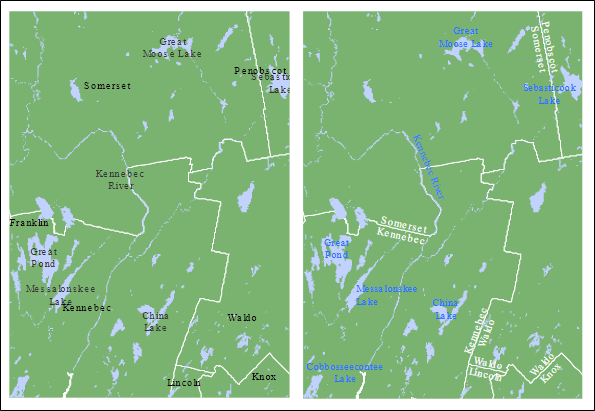 Great
Moose Lake
Penobscot
Sebasticook
Lake
Somerset
Kennebec
River
Franklin
Great
Pond
Messalonskee
Lake
Kennebec
China
Lake
Waldo
Lincoln
Knox
Great
Moose Lake
Penobscot
Somerset
Sebasticook
Lake
Kennebec River
Somerset
Kennebec
Great
Pond
Messalonskee
Lake
China
Lake
Kennebec
Waldo
Cobbosseecontee
Lake
Waldo
Lincoln
Waldo
Knox